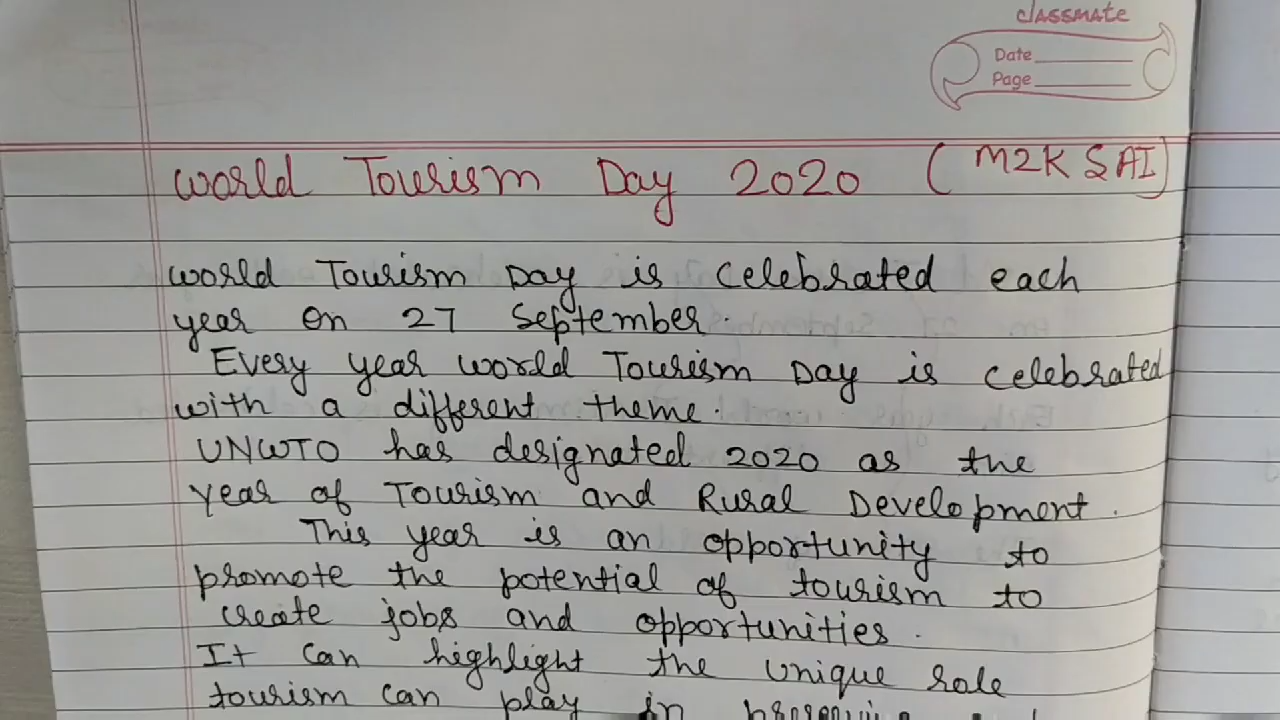 classmate
Date
Page
World Tourism Day 2020 ( M2K SAI)
World Tourism Day is celebrated each
year on 27 September.
Every year world Tourism Day is celebrated
with a different theme.
UNWTO has designated 2020 as the
Year of Tourism and Rural Development.
This year is an opportunity to
promote the potential of tourism to
create jobs and opportunities.
It can highlight the unique role
tourism can play in